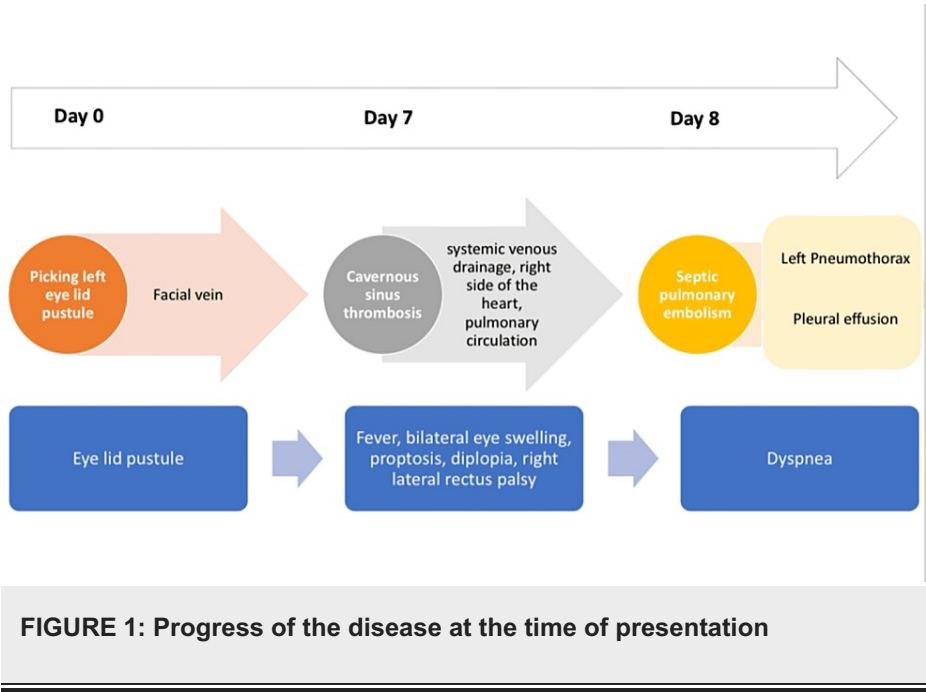 Day 0
Day 7
Day 8
Picking left
eye lid
pustule
Facial vein
Cavernous
sinus
thrombosis
systemic venous
drainage, right
side of the
heart,
pulmonary
circulation
Septic
pulmonary
embolism
Left Pneumothorax
Pleural effusion
Eye lid pustule
Fever, bilateral eye swelling,
proptosis, diplopia, right
lateral rectus palsy
Dyspnea
FIGURE 1: Progress of the disease at the time of presentation